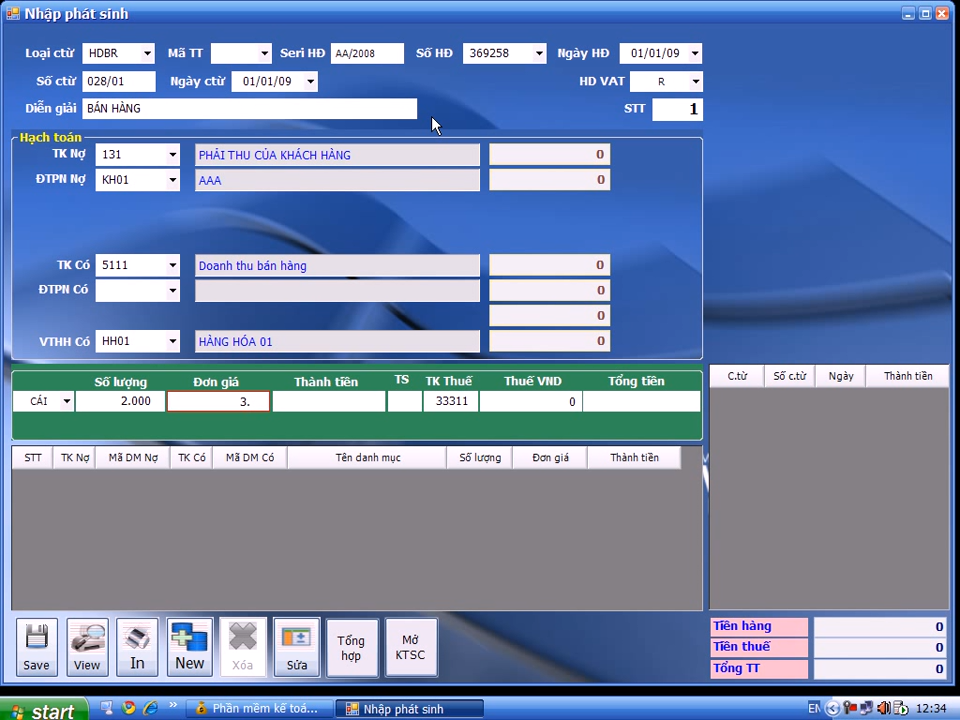 Nhập phát sinh
Loại ctừ HDBR Mã TT Seri HĐ AA/2008 Số HĐ 369258 Ngày HĐ 01/01/09
Số ctừ 028/01 Ngày ctừ 01/01/09 HD VAT R
Diễn giải BÁN HÀNG STT 1
Hạch toán
TK Nợ 131 PHẢI THU CỦA KHÁCH HÀNG 0
ĐTPN Nợ KH01 AAA 0
TK Có 5111 Doanh thu bán hàng 0
ĐTPN Có 0
0
VTHH Có HH01 HÀNG HÓA 01 0
Số lượng Đơn giá Thành tiền TS TK Thuế Thuế VND Tổng tiền
CÁI 2.000 3. 33311 0
C.từ Số c.từ Ngày Thành tiền
STT TK Nợ Mã DM Nợ TK Có Mã DM Có Tên danh mục Số lượng Đơn giá Thành tiền
Save View In New Xóa Sửa Tổng hợp Mở KTSC
Tiền hàng 0
Tiền thuế 0
Tổng TT 0
start Phần mềm kế toá... Nhập phát sinh EN 12:34